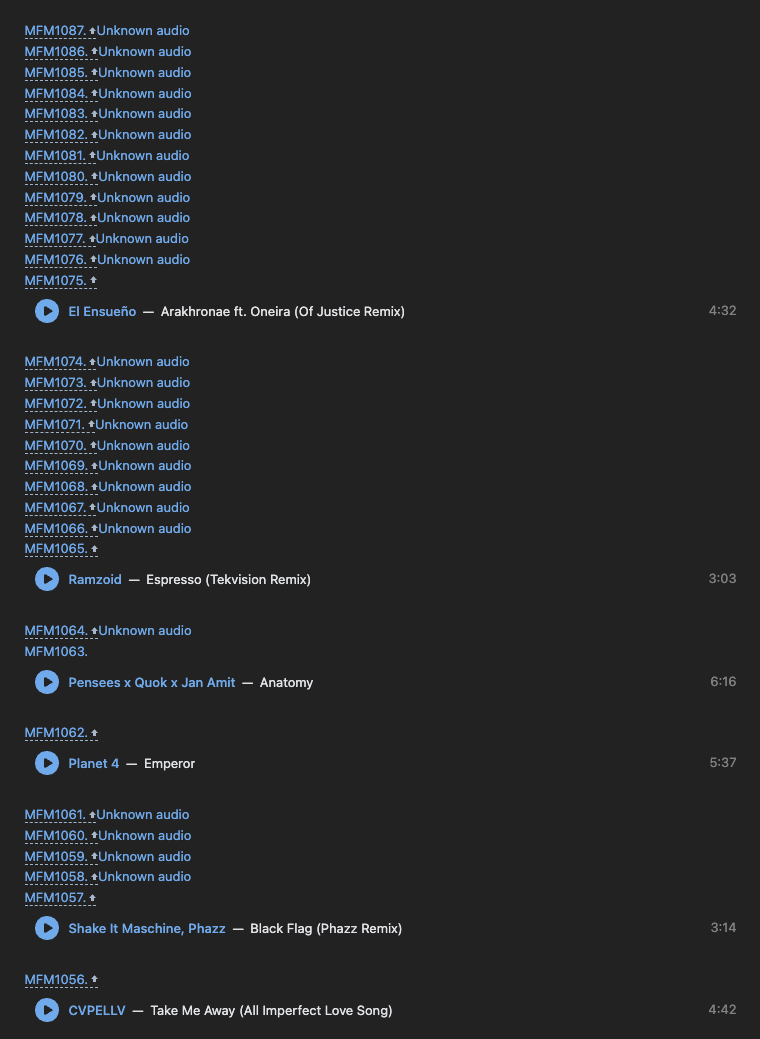 MFM1087. ⬆Unknown audio
MFM1086. ⬆Unknown audio
MFM1085. ⬆Unknown audio
MFM1084. ⬆Unknown audio
MFM1083. ⬆Unknown audio
MFM1082. ⬆Unknown audio
MFM1081. ⬆Unknown audio
MFM1080. ⬆Unknown audio
MFM1079. ⬆Unknown audio
MFM1078. ⬆Unknown audio
MFM1077. ⬆Unknown audio
MFM1076. ⬆Unknown audio
MFM1075. ⬆
El Ensueño — Arakhronae ft. Oneira (Of Justice Remix) 4:32
MFM1074. ⬆Unknown audio
MFM1073. ⬆Unknown audio
MFM1072. ⬆Unknown audio
MFM1071. ⬆Unknown audio
MFM1070. ⬆Unknown audio
MFM1069. ⬆Unknown audio
MFM1068. ⬆Unknown audio
MFM1067. ⬆Unknown audio
MFM1066. ⬆Unknown audio
MFM1065. ⬆
Ramzoid — Espresso (Tekvision Remix) 3:03
MFM1064. ⬆Unknown audio
MFM1063.
Pensees x Quok x Jan Amit — Anatomy 6:16
MFM1062. ⬆
Planet 4 — Emperor 5:37
MFM1061. ⬆Unknown audio
MFM1060. ⬆Unknown audio
MFM1059. ⬆Unknown audio
MFM1058. ⬆Unknown audio
MFM1057. ⬆
Shake It Maschine, Phazz — Black Flag (Phazz Remix) 3:14
MFM1056. ⬆
CVPELLV — Take Me Away (All Imperfect Love Song) 4:42